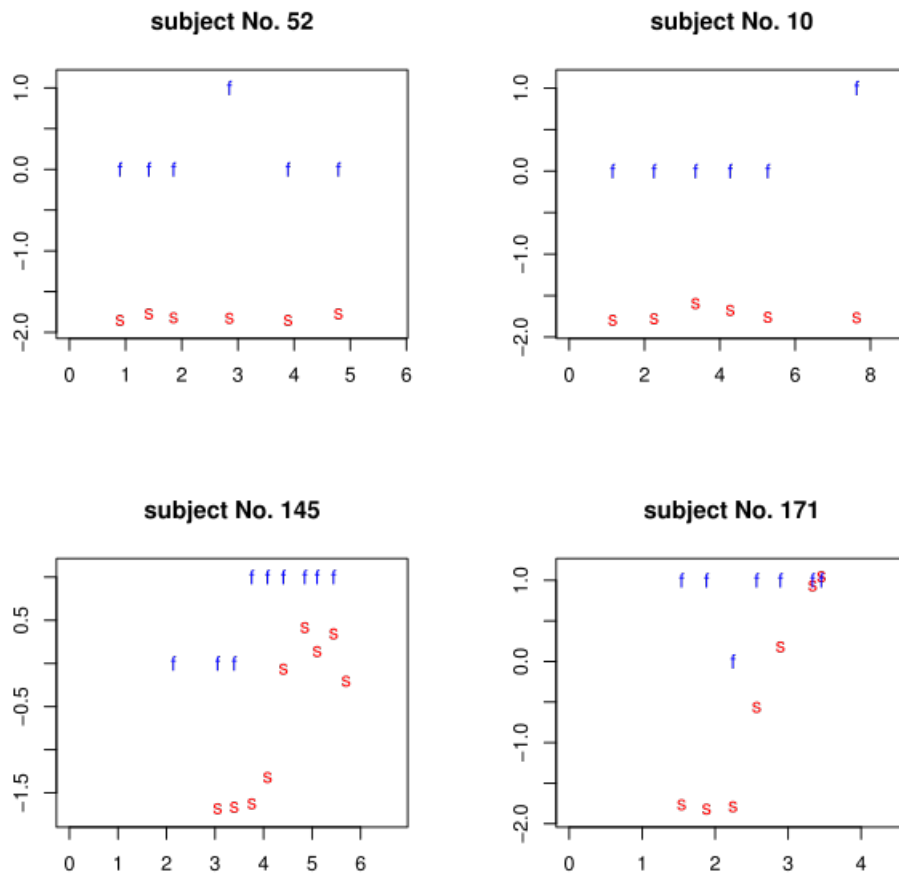 subject No. 52
1.0
0.0
−1.0
−2.0
f f f f f f
S S S S S S
0 1 2 3 4 5 6
subject No. 10
1.0
0.0
−1.0
−2.0
f f f f f f
S S S S S S
0 2 4 6 8
subject No. 145
0.5
−0.5
−1.5
f f f f f f f f f
S S S S S S S S S
0 1 2 3 4 5 6
subject No. 171
1.0
0.0
−1.0
−2.0
f f f f f f f
S S S S S S S
0 1 2 3 4